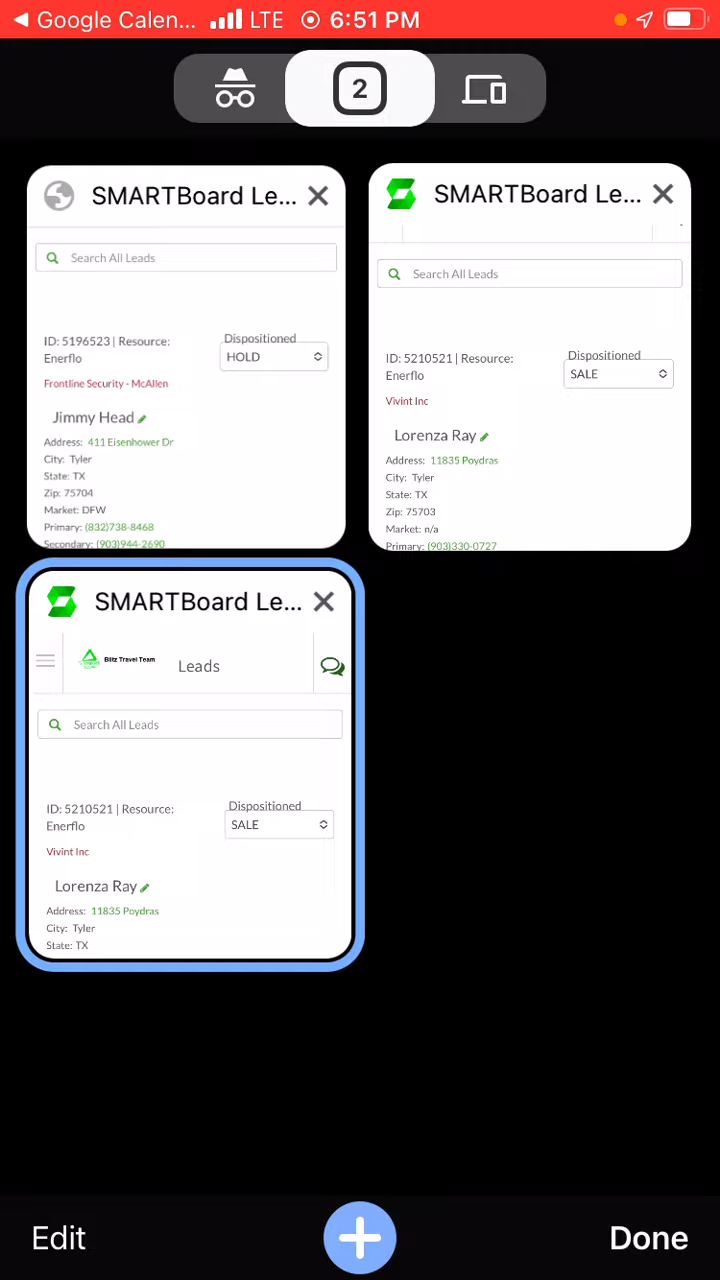 Google Calen... LTE 6:51 PM
2
SMARTBoard Le...
Search All Leads
ID: 5196523 | Resource:
Enerflo
Dispositioned
HOLD
Frontline Security - McAllen
Jimmy Head
Address: 411 Eisenhower Dr
City: Tyler
State: TX
Zip: 75704
Market: DFW
Primary: (832)738-8468
Secondary: (903)944-2690
SMARTBoard Le...
Search All Leads
ID: 5210521 | Resource:
Enerflo
Dispositioned
SALE
Vivint Inc
Lorenza Ray
Address: 11835 Poydras
City: Tyler
State: TX
Zip: 75703
Market: n/a
Primary: (903)330-0727
SMARTBoard Le...
Blitz Travel Team
Leads
Search All Leads
ID: 5210521 | Resource:
Enerflo
Dispositioned
SALE
Vivint Inc
Lorenza Ray
Address: 11835 Poydras
City: Tyler
State: TX
Edit
Done